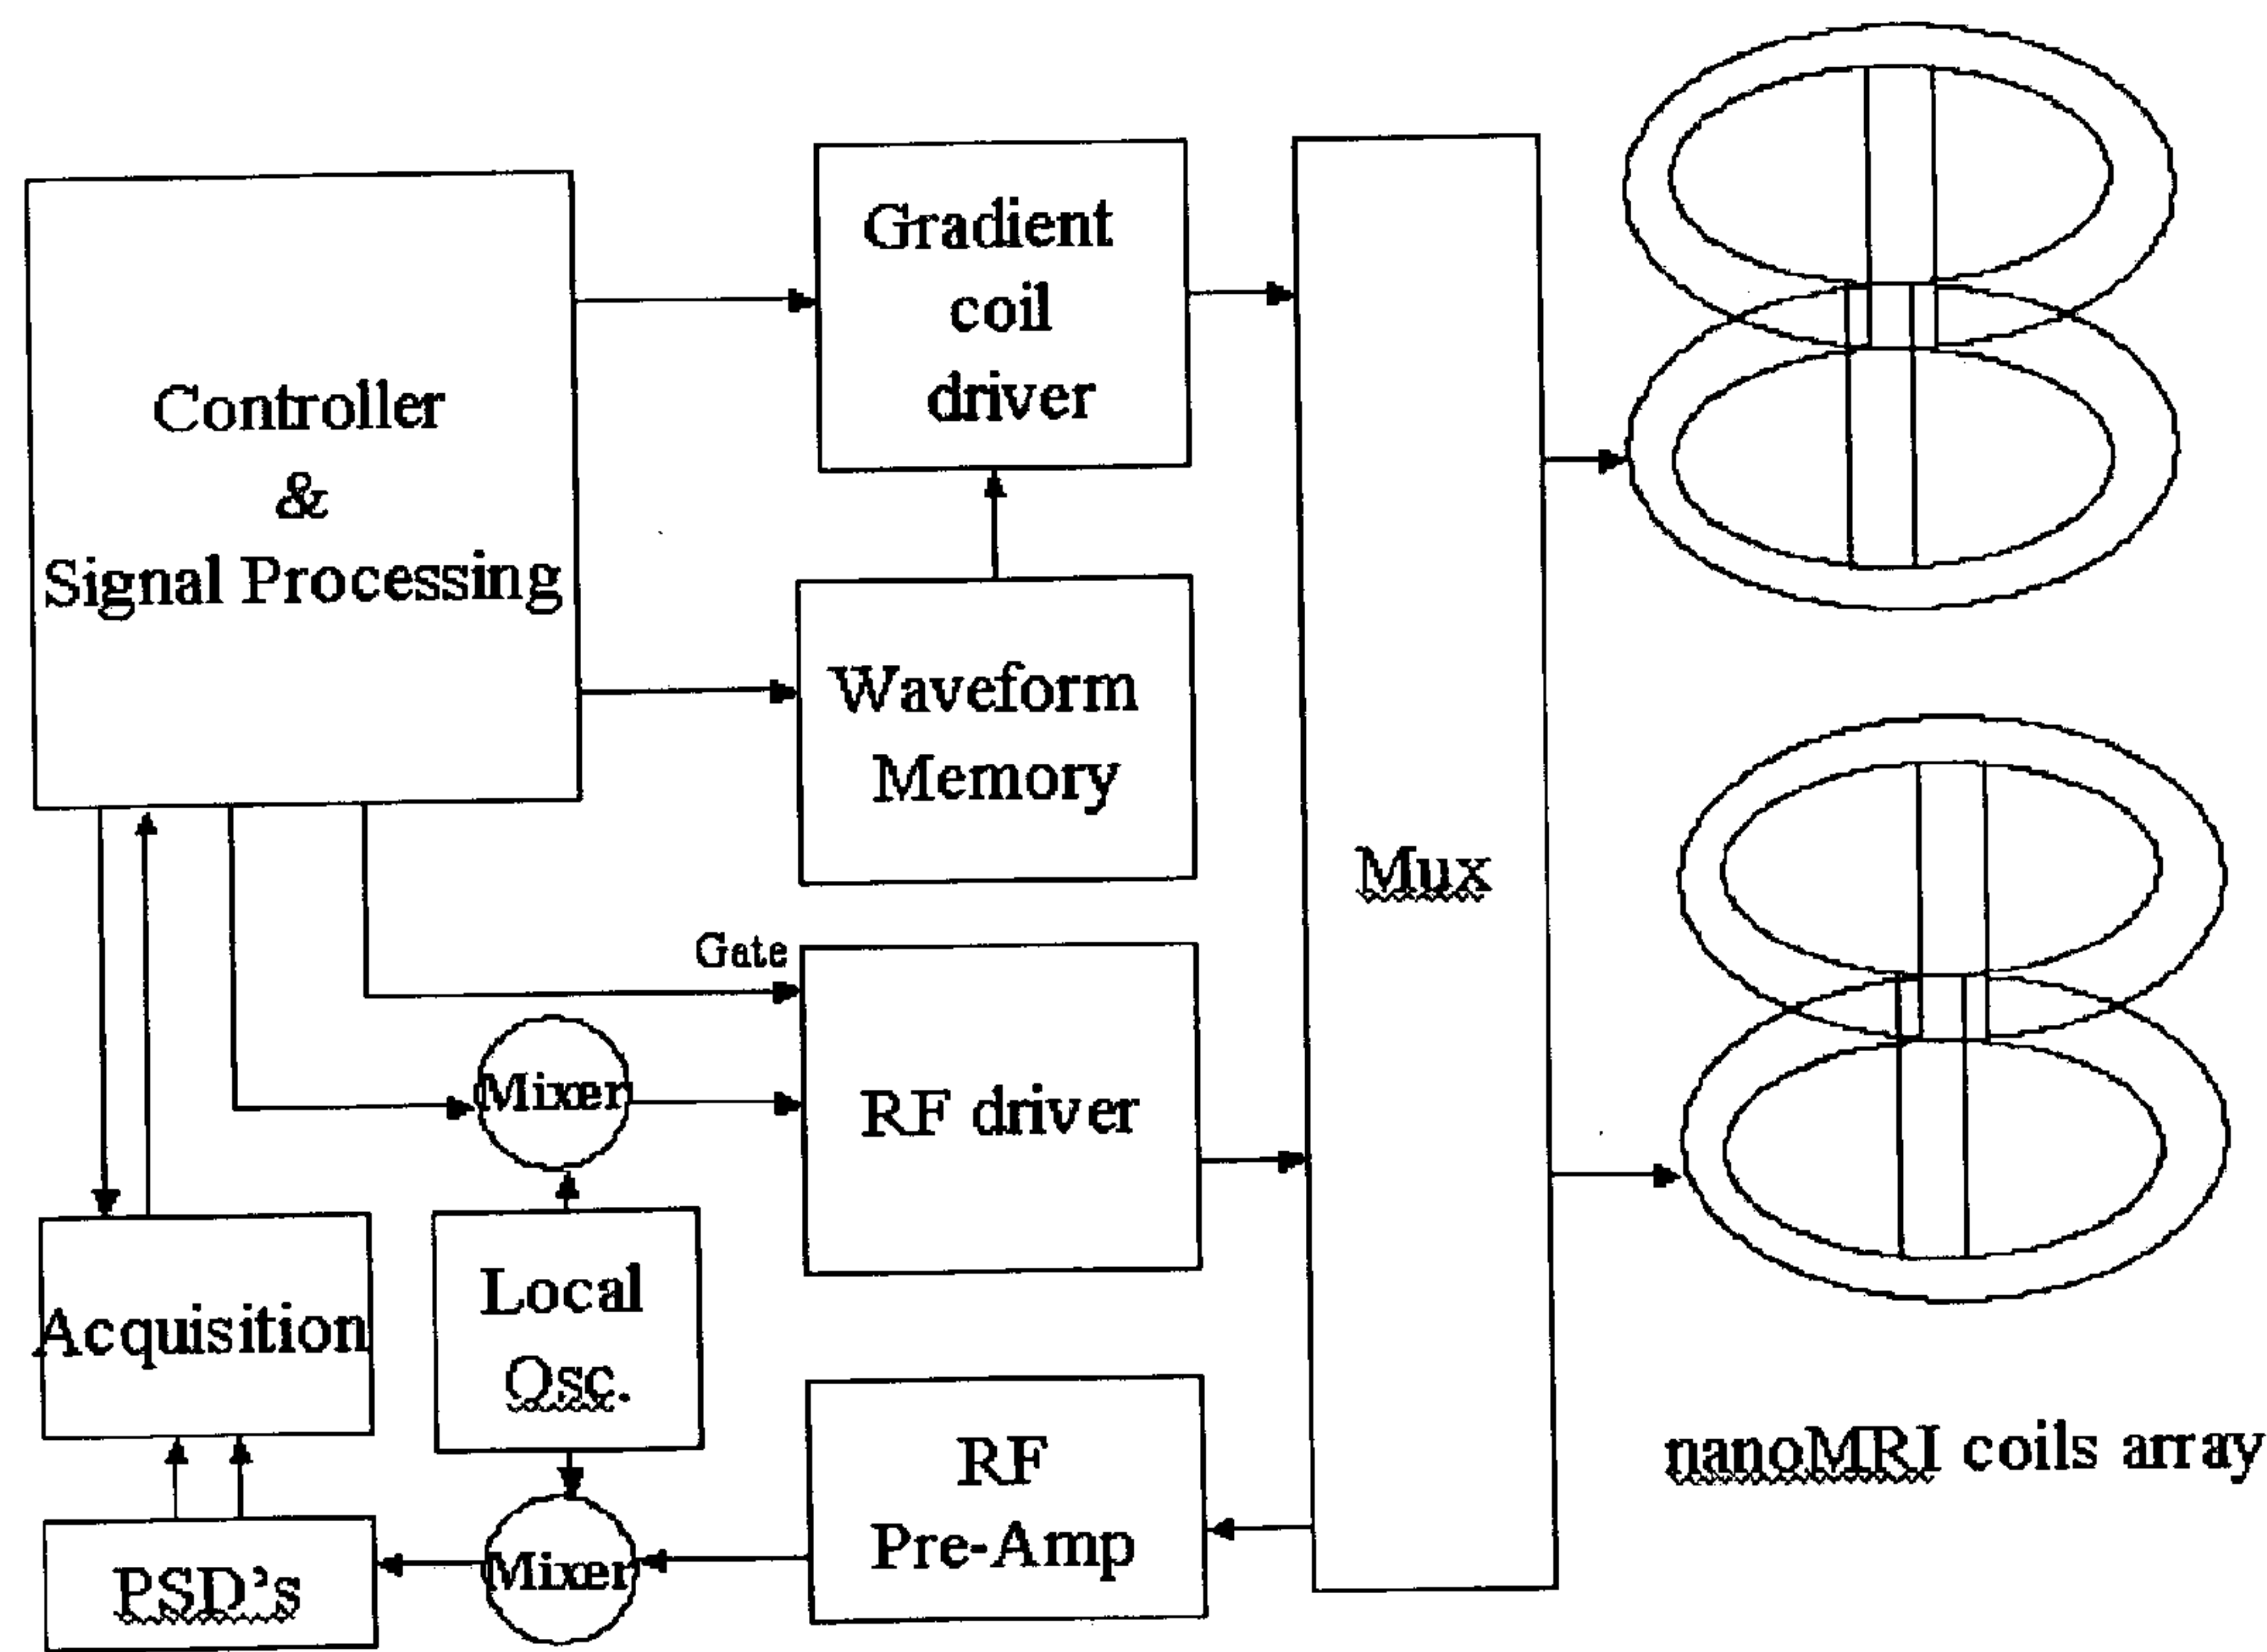 Controller
&
Signal Processing
Gradient
coil
driver
Waveform
Memory
Mux
Gate
Mixer
RF driver
Acquisition
Local
Osc.
RF
Pre-Amp
Mixer
PSD's
nanoMRI coils array